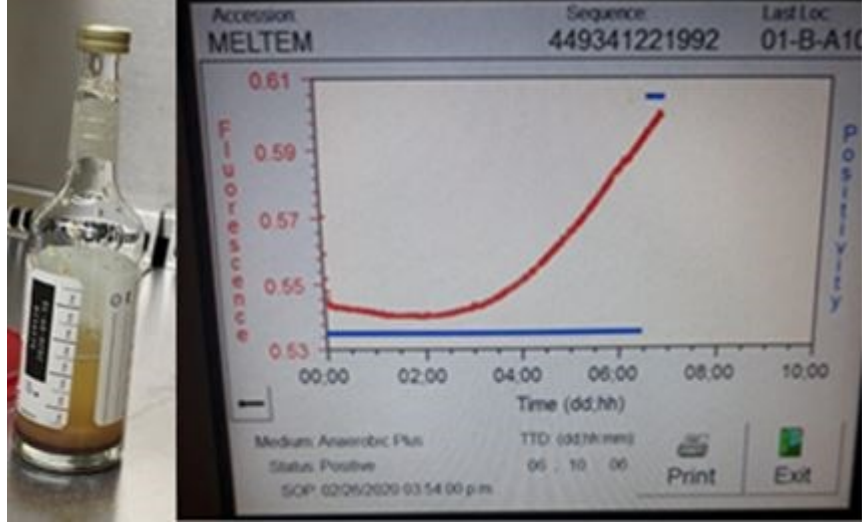 Accession: Sequence: Last Loc:
MELTEM 449341221992 01-B-A10
0.61
0.59
0.57
0.55
0.53
Fluorescence
Positivity
00;00 02;00 04;00 06;00 08;00 10;00
Time (dd;hh)
Medium: Anaerobic Plus TTD: (dd;hh:mm)
Status: Positive 06 . 10 . 06
SOP: 02/26/2020 03:54:00 p.m.
Print Exit